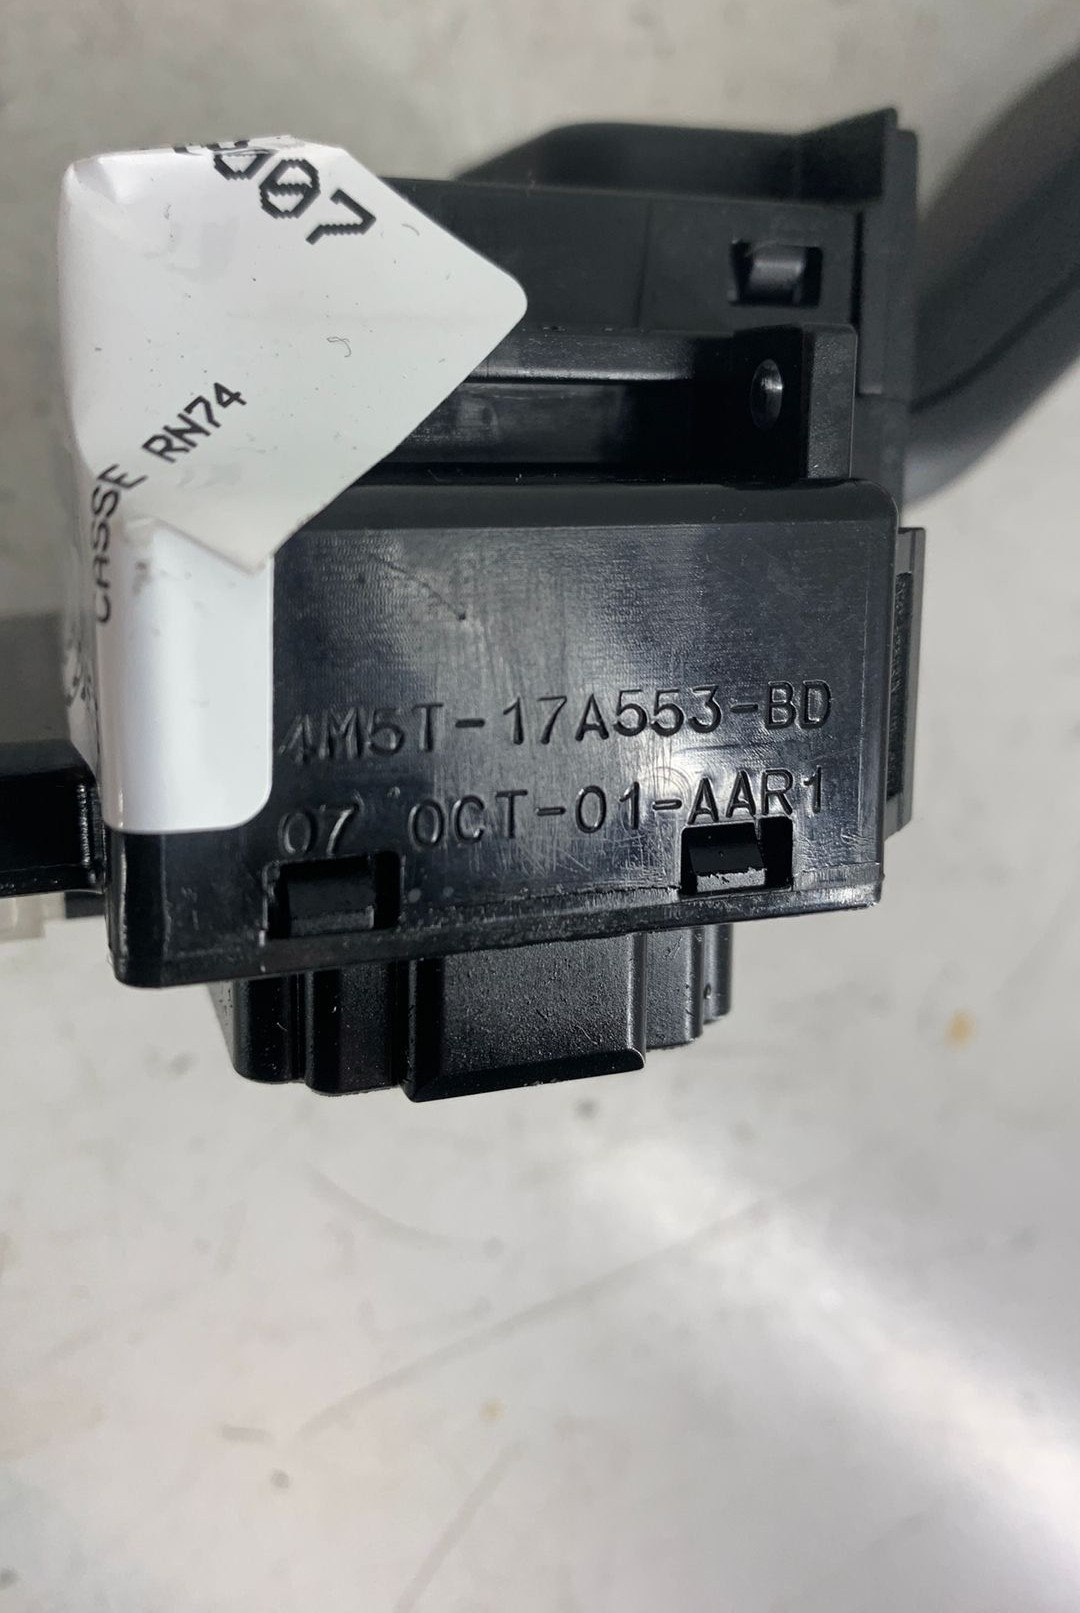 007
CASSE RN74
4M5T-17A553-BD
07 OCT-01-AAR1